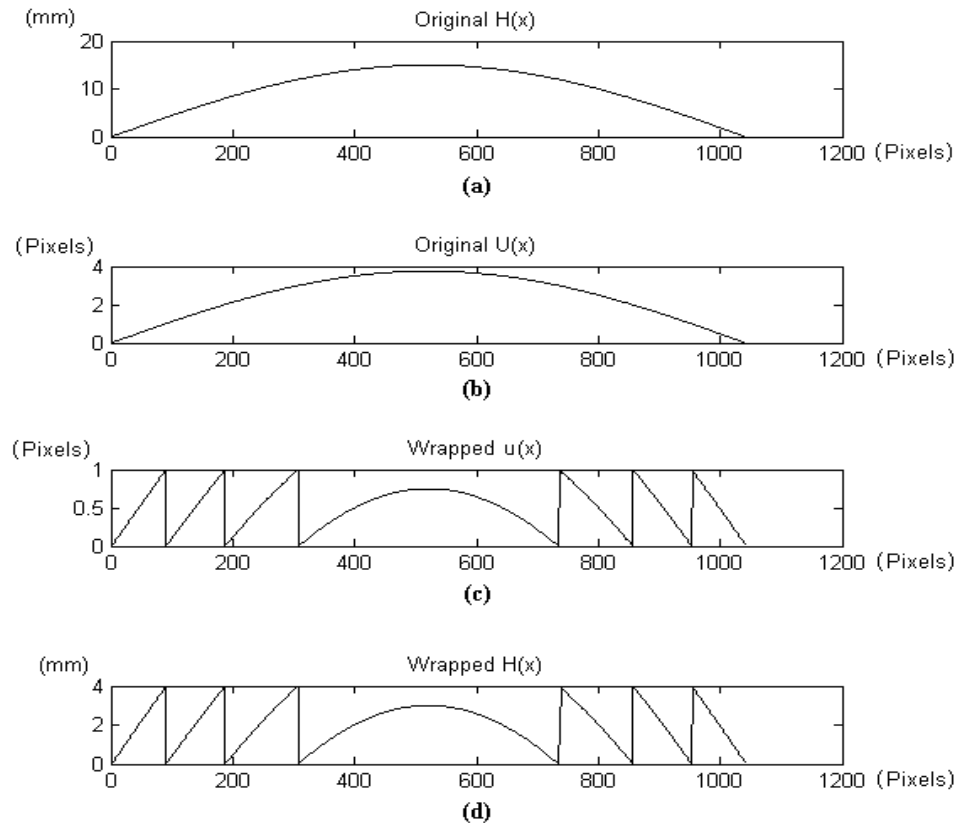 (mm)
Original H(x)
20
10
0
0 200 400 600 800 1000 1200 (Pixels)
(a)
(Pixels)
Original U(x)
4
2
0
0 200 400 600 800 1000 1200 (Pixels)
(b)
(Pixels)
Wrapped u(x)
1
0.5
0
0 200 400 600 800 1000 1200 (Pixels)
(c)
(mm)
Wrapped H(x)
4
2
0
0 200 400 600 800 1000 1200 (Pixels)
(d)